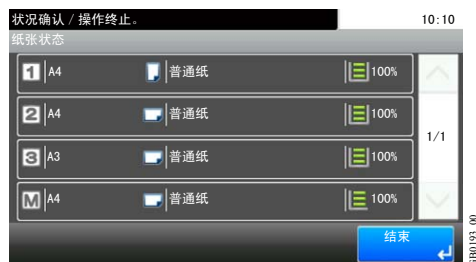 状况确认 / 操作终止。 10:10
纸张状态
1 A4 普通纸 100%
2 A4 普通纸 100%
3 A3 普通纸 100%
M A4 普通纸 100%
1/1
结束